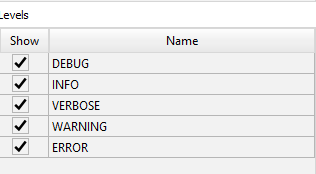 Levels
Show Name
DEBUG
INFO
VERBOSE
WARNING
ERROR